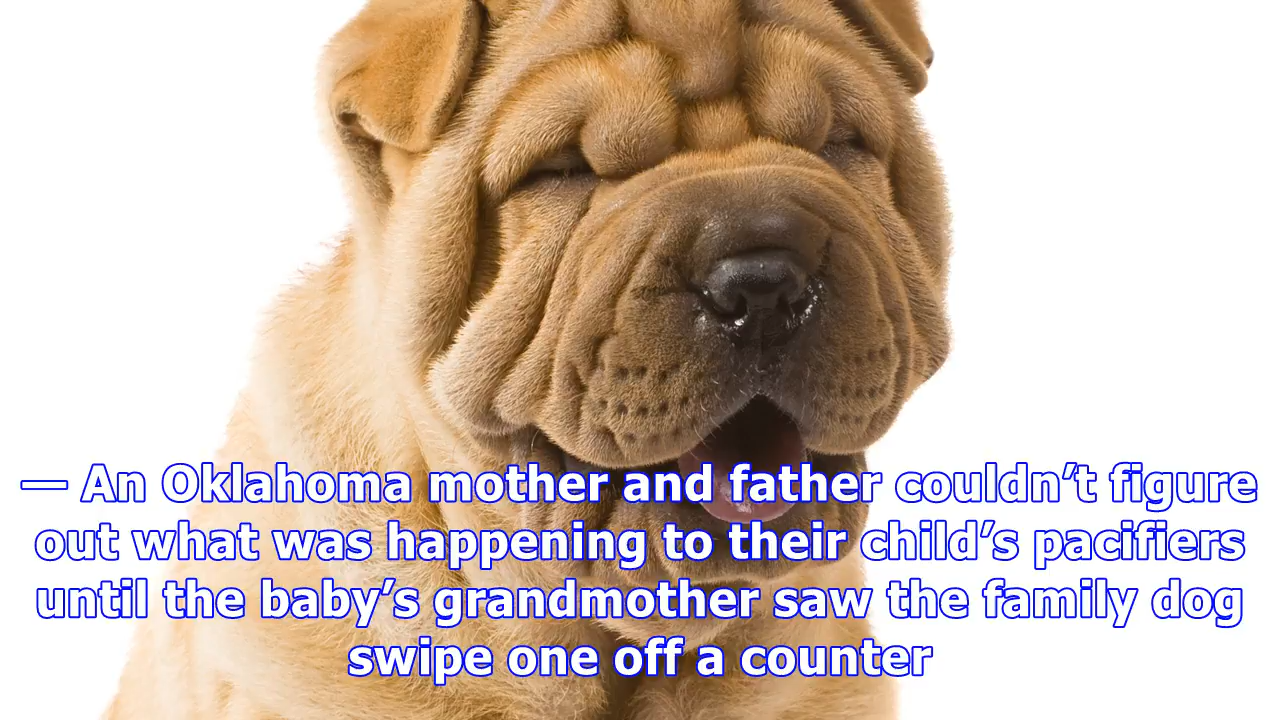 — An Oklahoma mother and father couldn’t figure
out what was happening to their child’s pacifiers
until the baby’s grandmother saw the family dog
swipe one off a counter